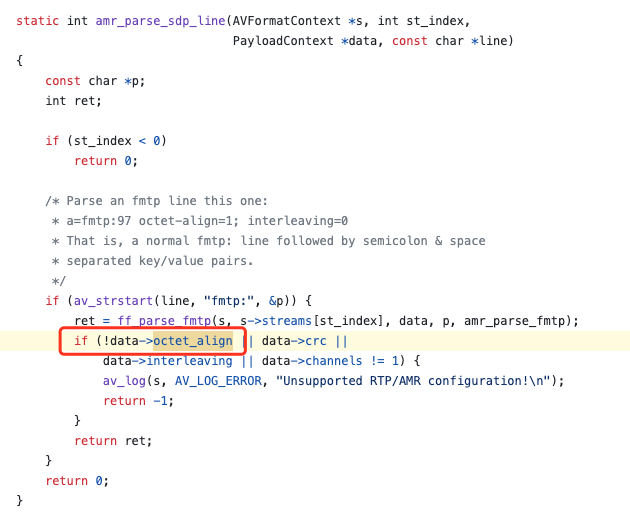 static int amr_parse_sdp_line(AVFormatContext *s, int st_index,
                              PayloadContext *data, const char *line)
{
    const char *p;
    int ret;

    if (st_index < 0)
        return 0;

    /* Parse an fmtp line this one:
     * a=fmtp:97 octet-align=1; interleaving=0
     * That is, a normal fmtp: line followed by semicolon & space
     * separated key/value pairs.
     */
    if (av_strstart(line, "fmtp:", &p)) {
        ret = ff_parse_fmtp(s, s->streams[st_index], data, p, amr_parse_fmtp);
        if (!data->octet_align || data->crc ||
            data->interleaving || data->channels != 1) {
            av_log(s, AV_LOG_ERROR, "Unsupported RTP/AMR configuration!\n");
            return -1;
        }
        return ret;
    }
    return 0;
}